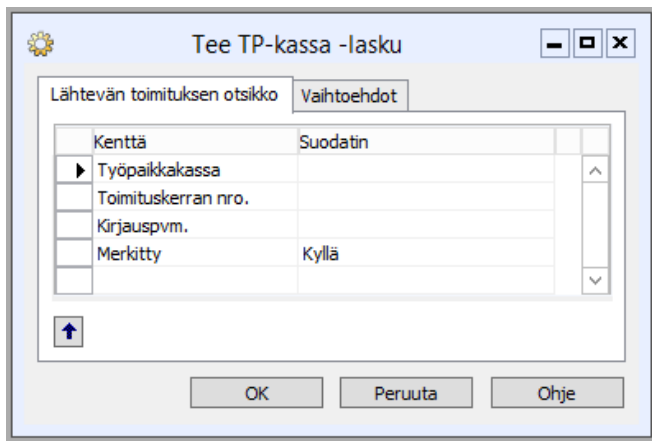 Tee TP-kassa -lasku
Lähtevän toimituksen otsikko Vaihtoehdot
Kenttä Suodatin
Työpaikkakassa
Toimituskerran nro.
Kirjauspvm.
Merkitty Kyllä
OK Peruuta Ohje